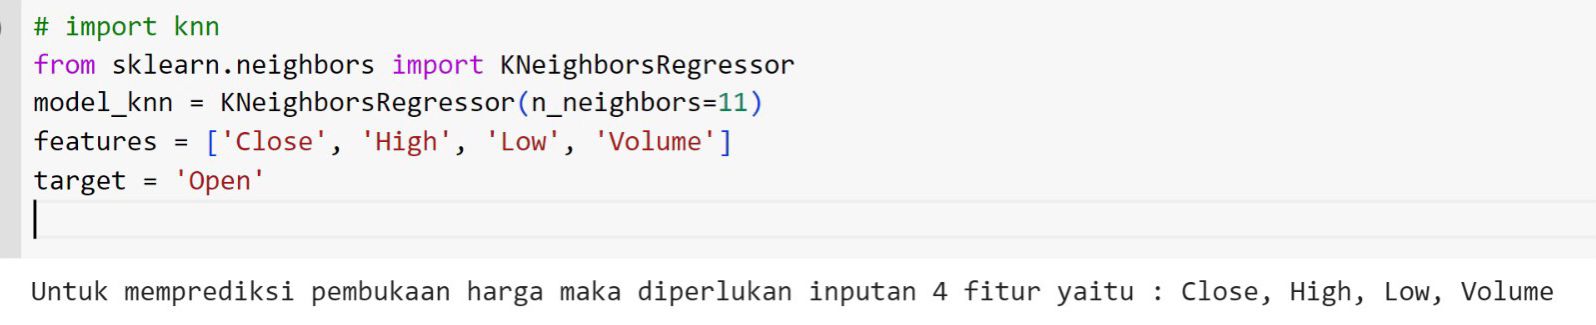 # import knn
from sklearn.neighbors import KNeighborsRegressor
model_knn = KNeighborsRegressor(n_neighbors=11)
features = ['Close', 'High', 'Low', 'Volume']
target = 'Open'
Untuk memprediksi pembukaan harga maka diperlukan inputan 4 fitur yaitu : Close, High, Low, Volume